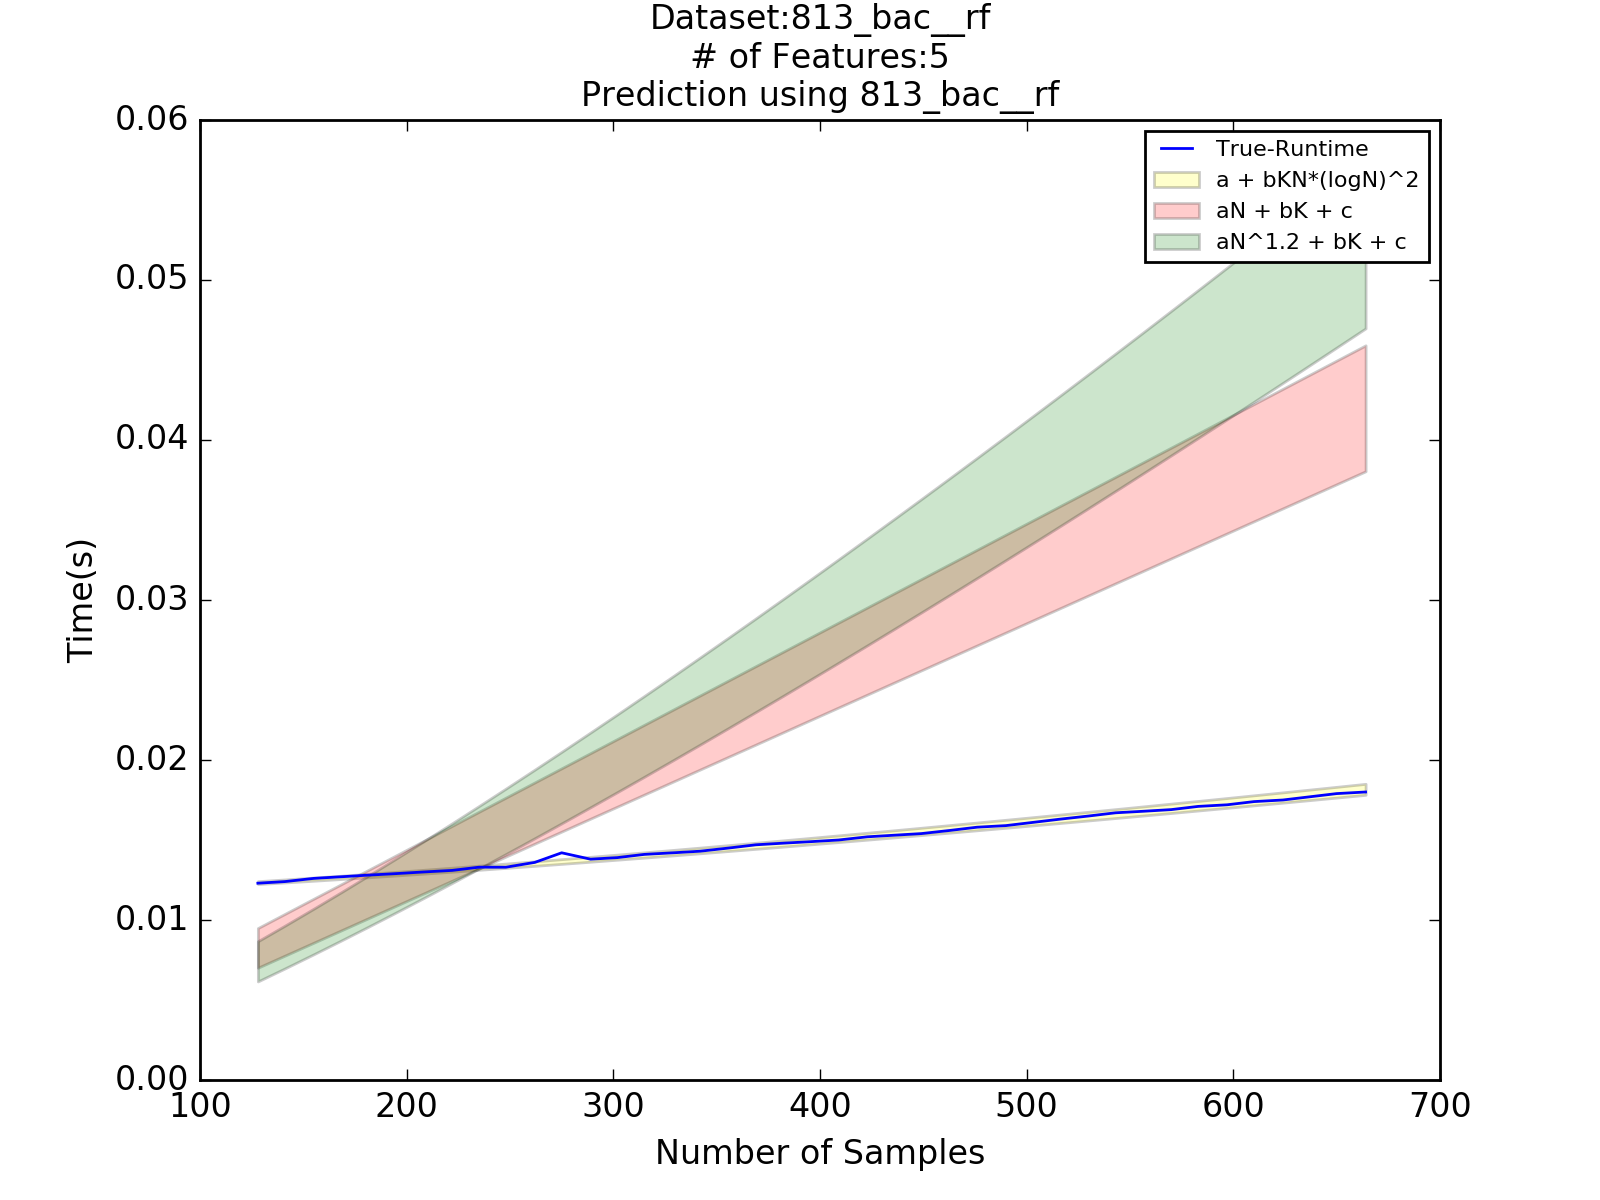 Dataset:813_bac__rf
# of Features:5
Prediction using 813_bac__rf
0.06
0.05
0.04
0.03
0.02
0.01
0.00
Time(s)
True-Runtime
a + bKN*(logN)^2
aN + bK + c
aN^1.2 + bK + c
100 200 300 400 500 600 700
Number of Samples